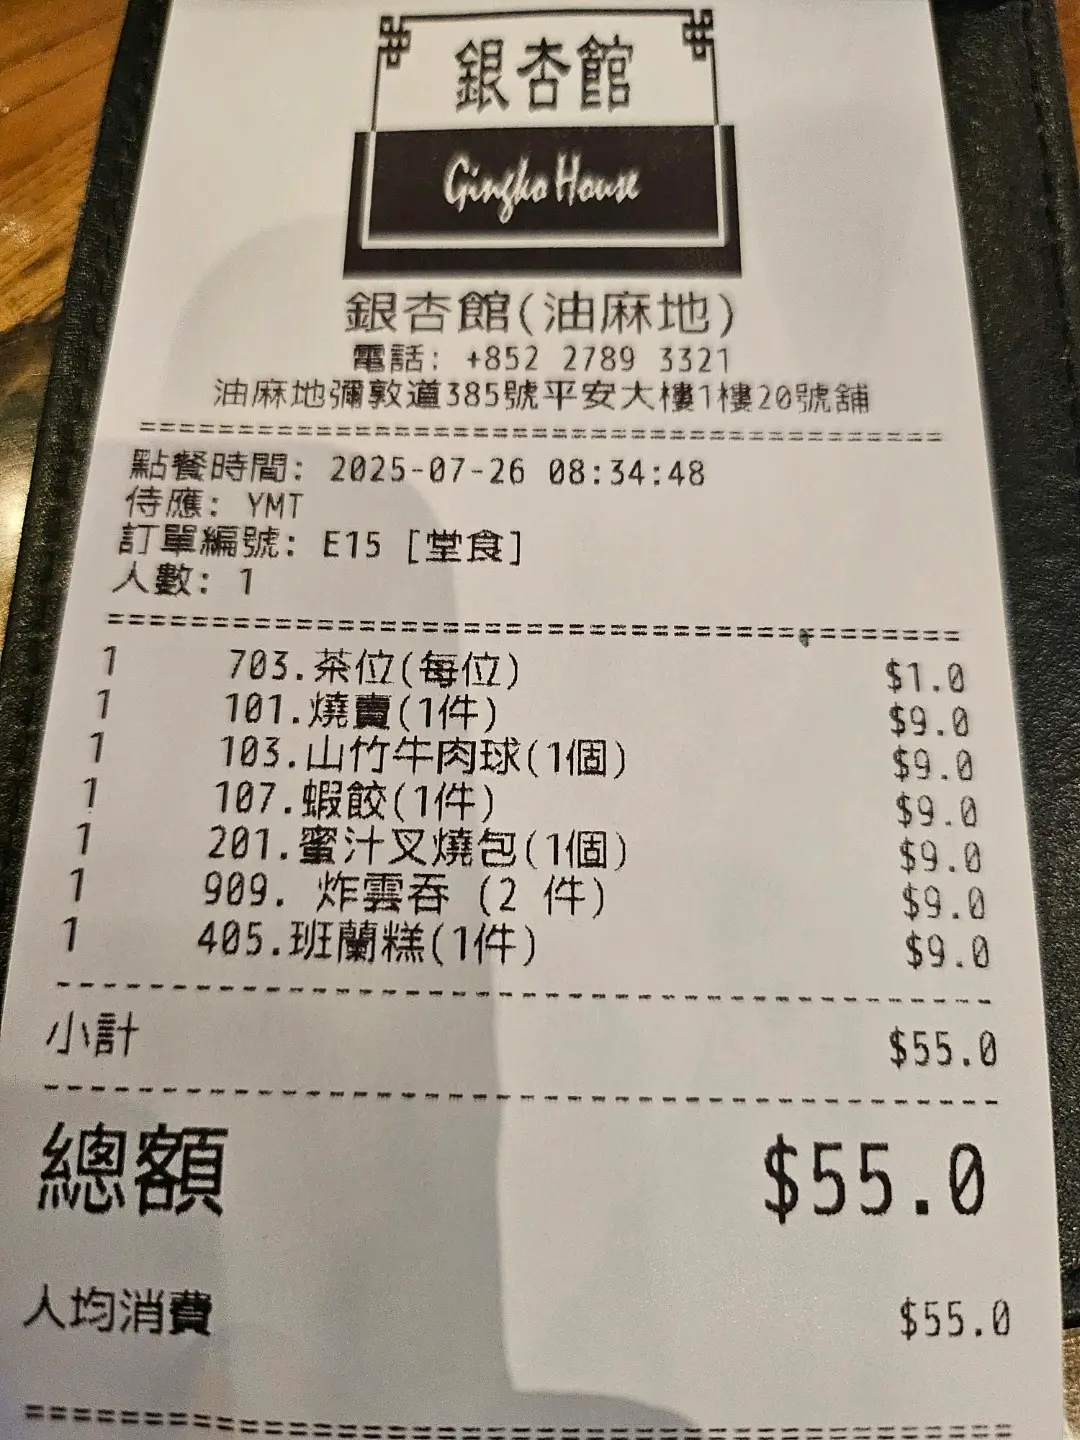 銀杏館
Gingko House
銀杏館(油麻地)
電話: +852 2789 3321
油麻地彌敦道385號平安大樓1樓20號舖
點餐時間: 2025-07-26 08:34:48
侍應: YMT
訂單編號: E15 [堂食]
人數: 1
1 703.茶位(每位) $1.0
1 101.燒賣(1件) $9.0
1 103.山竹牛肉球(1個) $9.0
1 107.蝦餃(1件) $9.0
1 201.蜜汁叉燒包(1個) $9.0
1 909. 炸雲吞 (2 件) $9.0
1 405.班蘭糕(1件) $9.0
小計 $55.0
總額 $55.0
人均消費 $55.0